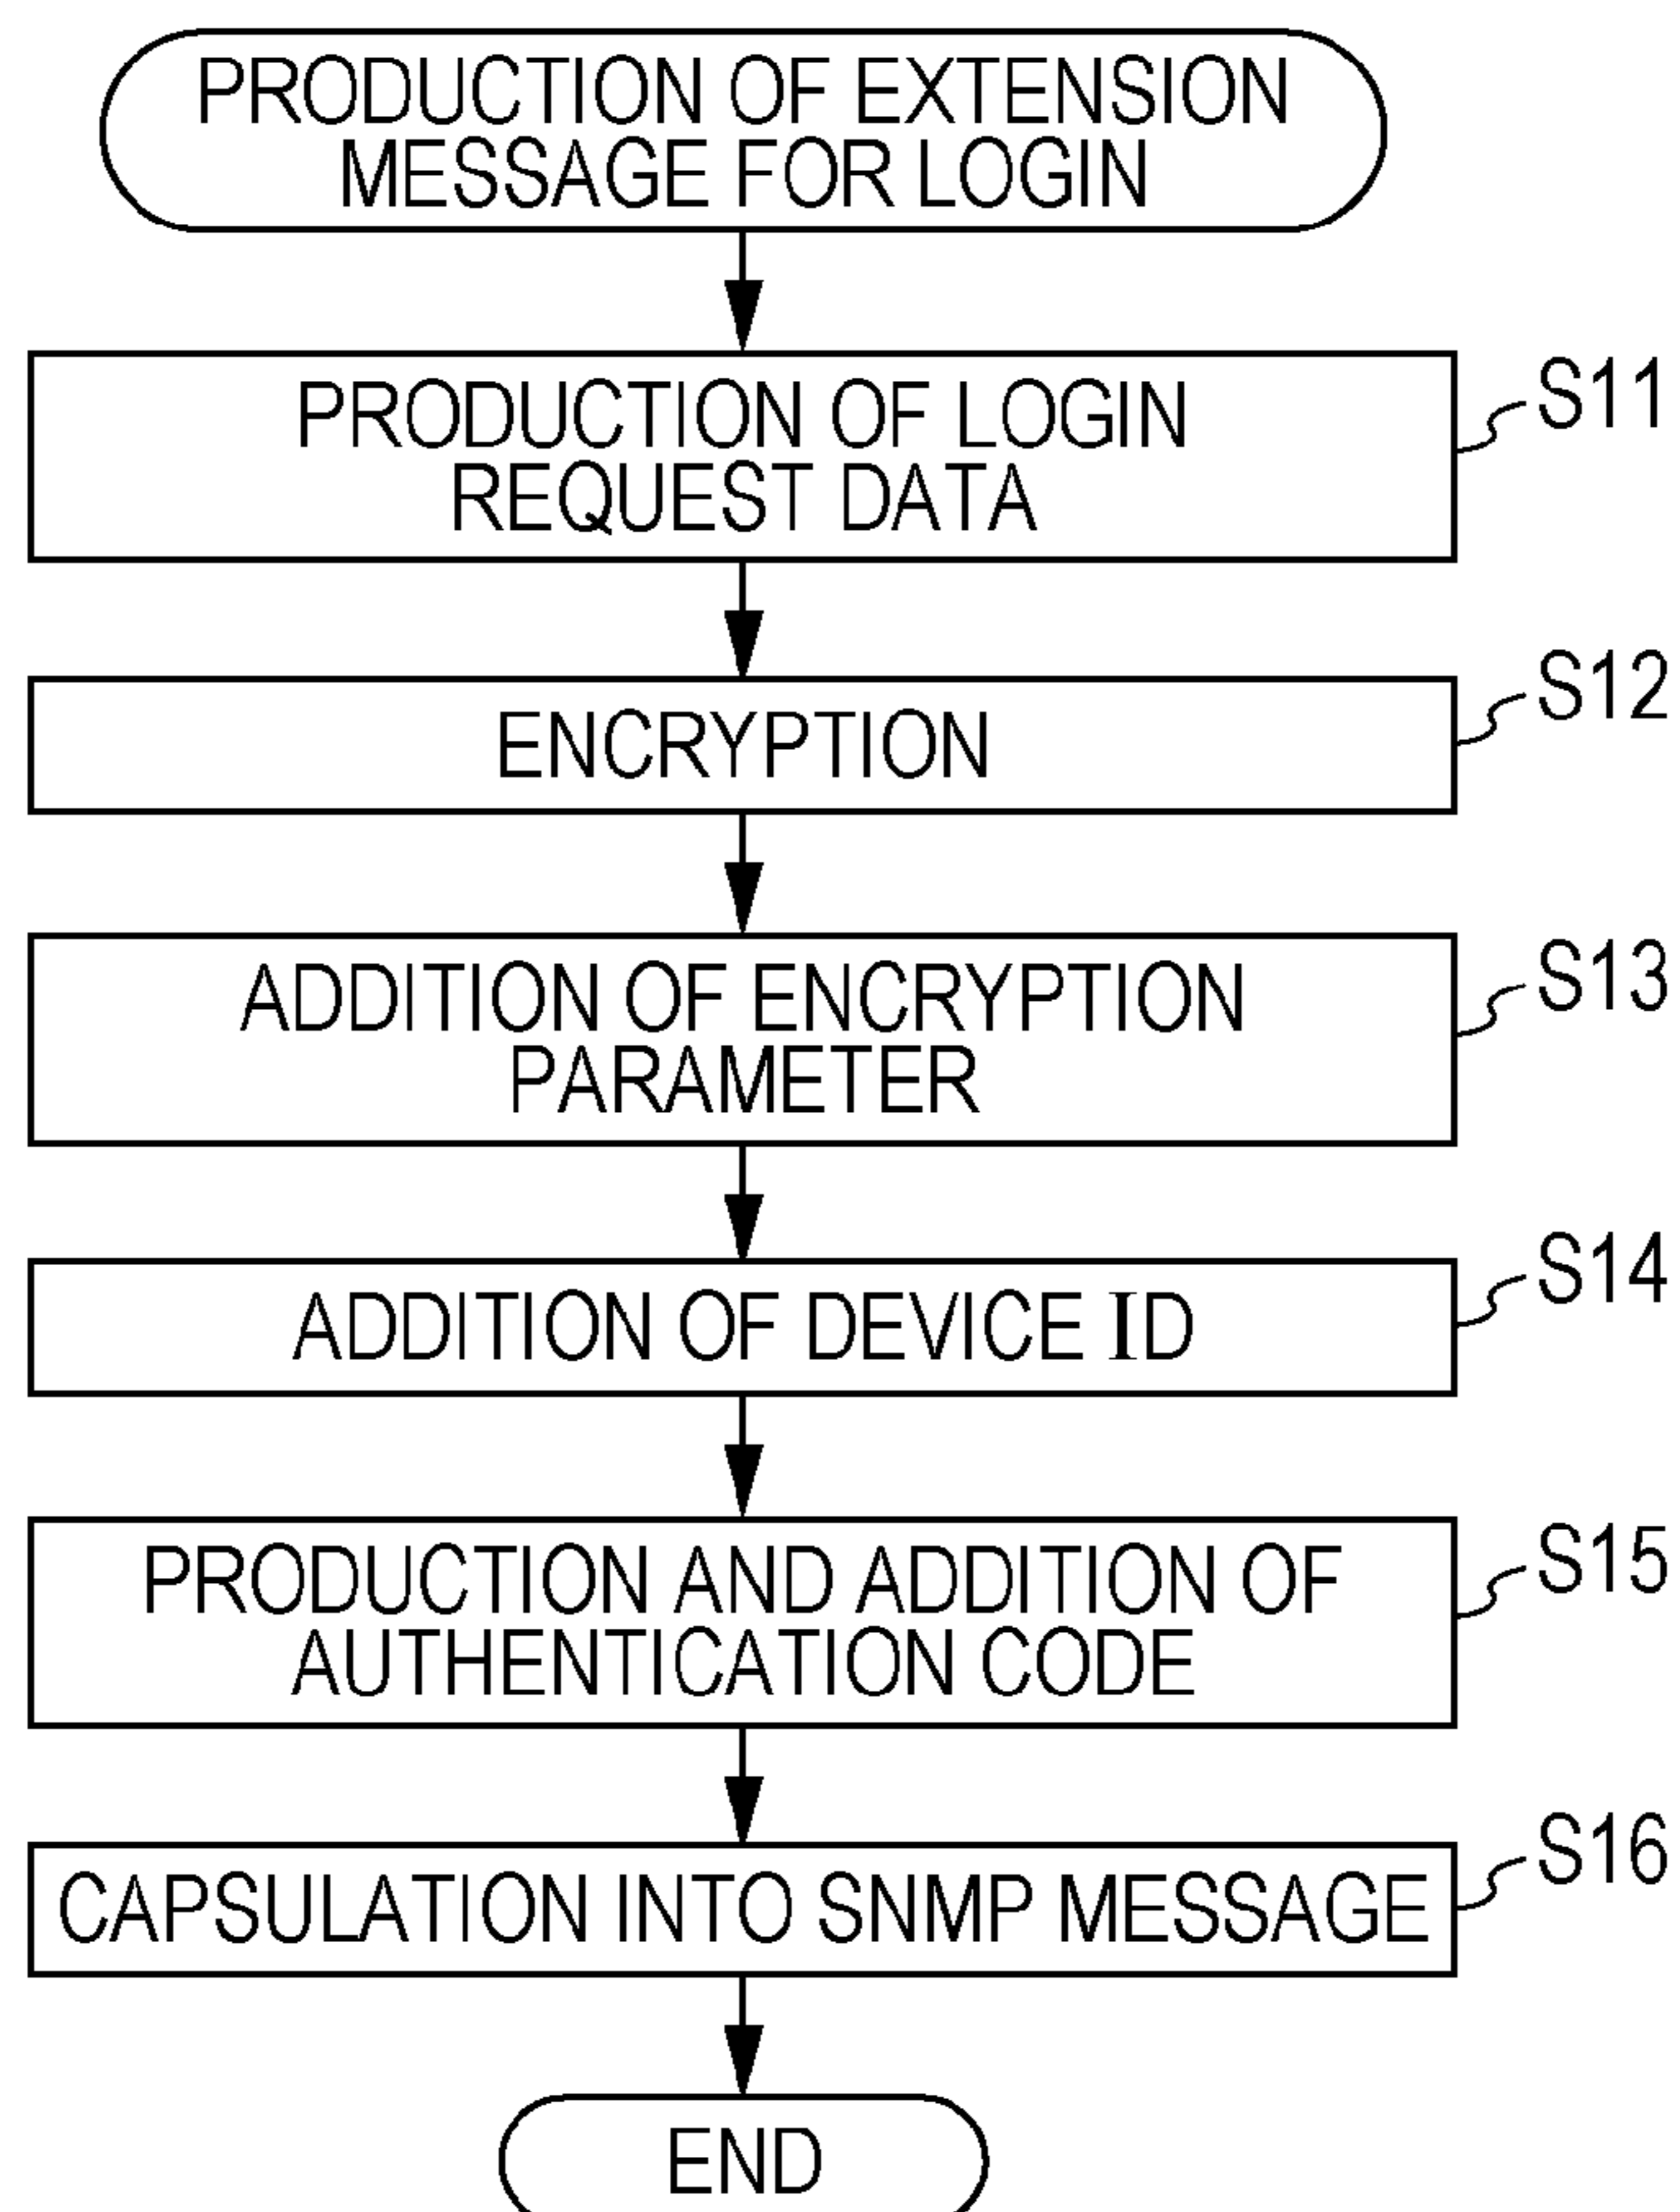 PRODUCTION OF EXTENSION
MESSAGE FOR LOGIN
PRODUCTION OF LOGIN
REQUEST DATA
S11
ENCRYPTION
S12
ADDITION OF ENCRYPTION
PARAMETER
S13
ADDITION OF DEVICE ID
S14
PRODUCTION AND ADDITION OF
AUTHENTICATION CODE
S15
CAPSULATION INTO SNMP MESSAGE
S16
END